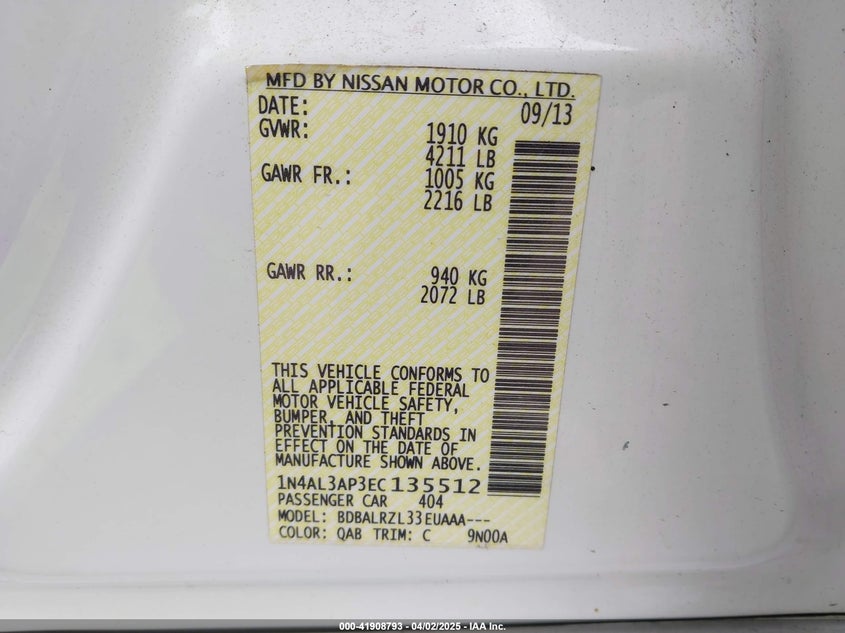 MFD BY NISSAN MOTOR CO., LTD.
DATE: 09/13
GVWR: 1910 KG
4211 LB
GAWR FR.: 1005 KG
2216 LB
GAWR RR.: 940 KG
2072 LB
THIS VEHICLE CONFORMS TO
ALL APPLICABLE FEDERAL
MOTOR VEHICLE SAFETY,
BUMPER, AND THEFT
PREVENTION STANDARDS IN
EFFECT ON THE DATE OF
MANUFACTURE SHOWN ABOVE.
1N4AL3AP3EC135512
PASSENGER CAR 404
MODEL: BDBALRZL33EUAAA---
COLOR: QAB TRIM: C 9N00A
000-41908793 - 04/02/2025 - IAA Inc.